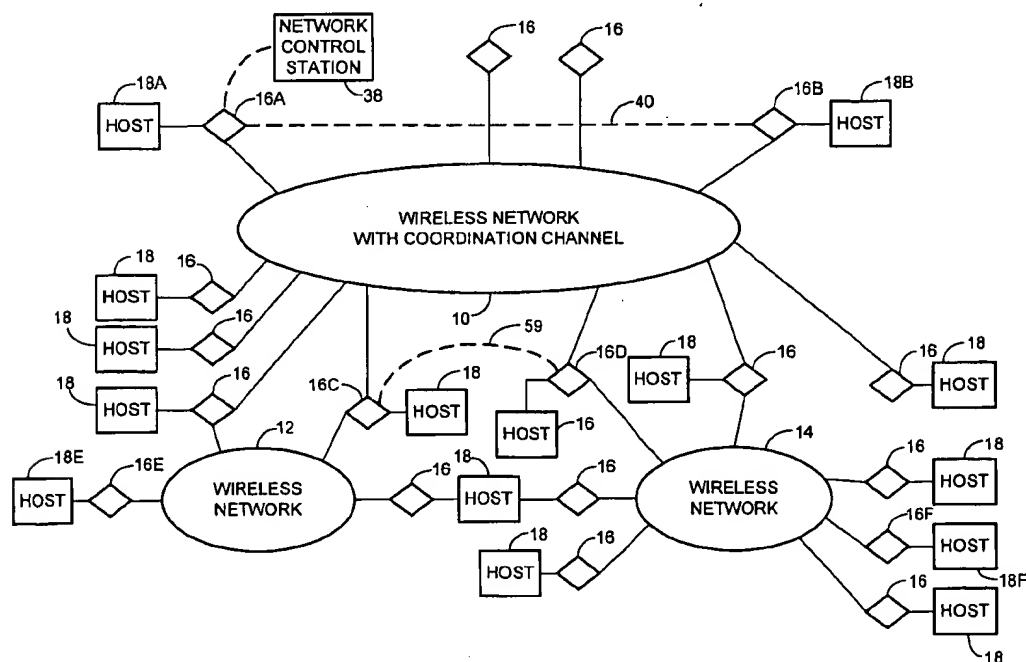 NETWORK
CONTROL
STATION
38
16
16
18A
HOST
16A
40
16B
18B
HOST
WIRELESS NETWORK
WITH COORDINATION CHANNEL
10
18
HOST
16
18
HOST
16
18
HOST
16
16C
18
HOST
59
16D
HOST
16
18
HOST
16
16
18
HOST
12
WIRELESS
NETWORK
18E
HOST
16E
16
18
HOST
16
14
WIRELESS
NETWORK
18
HOST
16
16
18
HOST
16F
HOST
18F
16
HOST
18